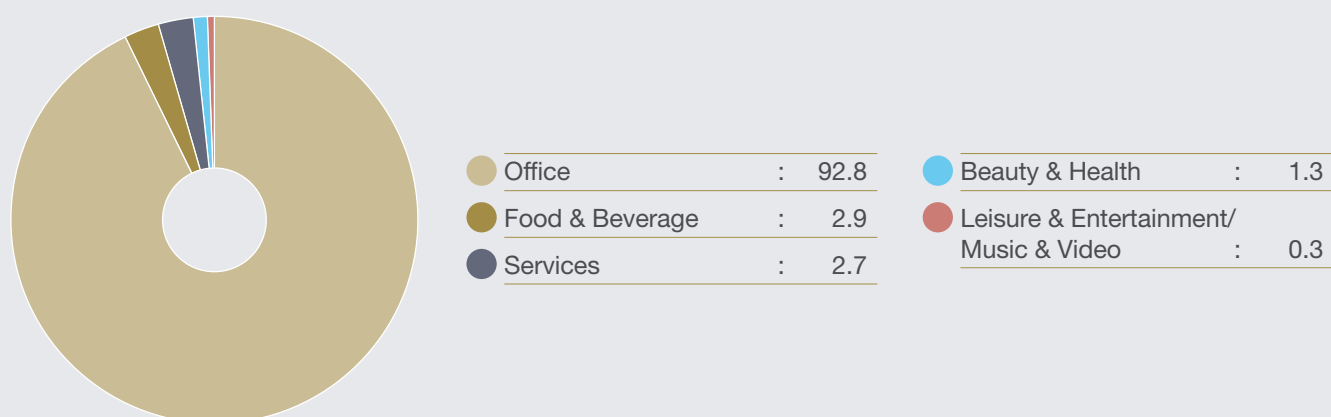 Office : 92.8
Food & Beverage : 2.9
Services : 2.7
Beauty & Health : 1.3
Leisure & Entertainment/
Music & Video : 0.3